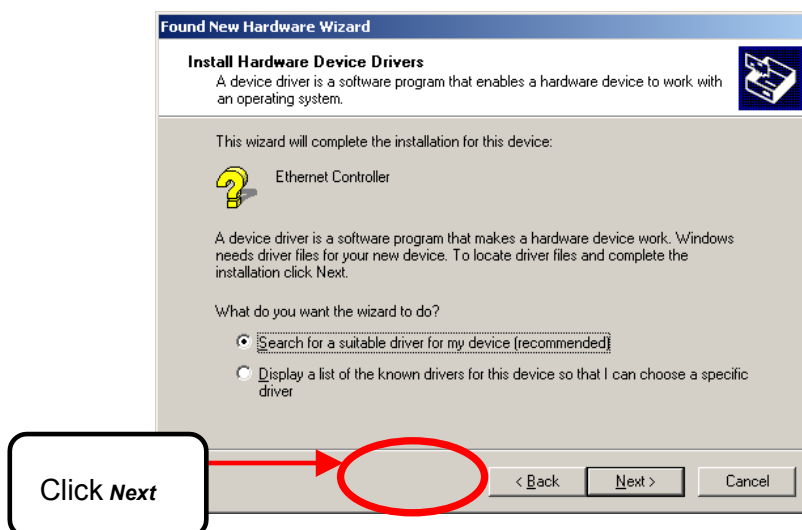 Found New Hardware Wizard
Install Hardware Device Drivers
A device driver is a software program that enables a hardware device to work with
an operating system.
This wizard will complete the installation for this device:
Ethernet Controller
A device driver is a software program that makes a hardware device work. Windows
needs driver files for your new device. To locate driver files and complete the
installation click Next.
What do you want the wizard to do?
Search for a suitable driver for my device (recommended)
Display a list of the known drivers for this device so that I can choose a specific
driver
Click Next
< Back
Next >
Cancel